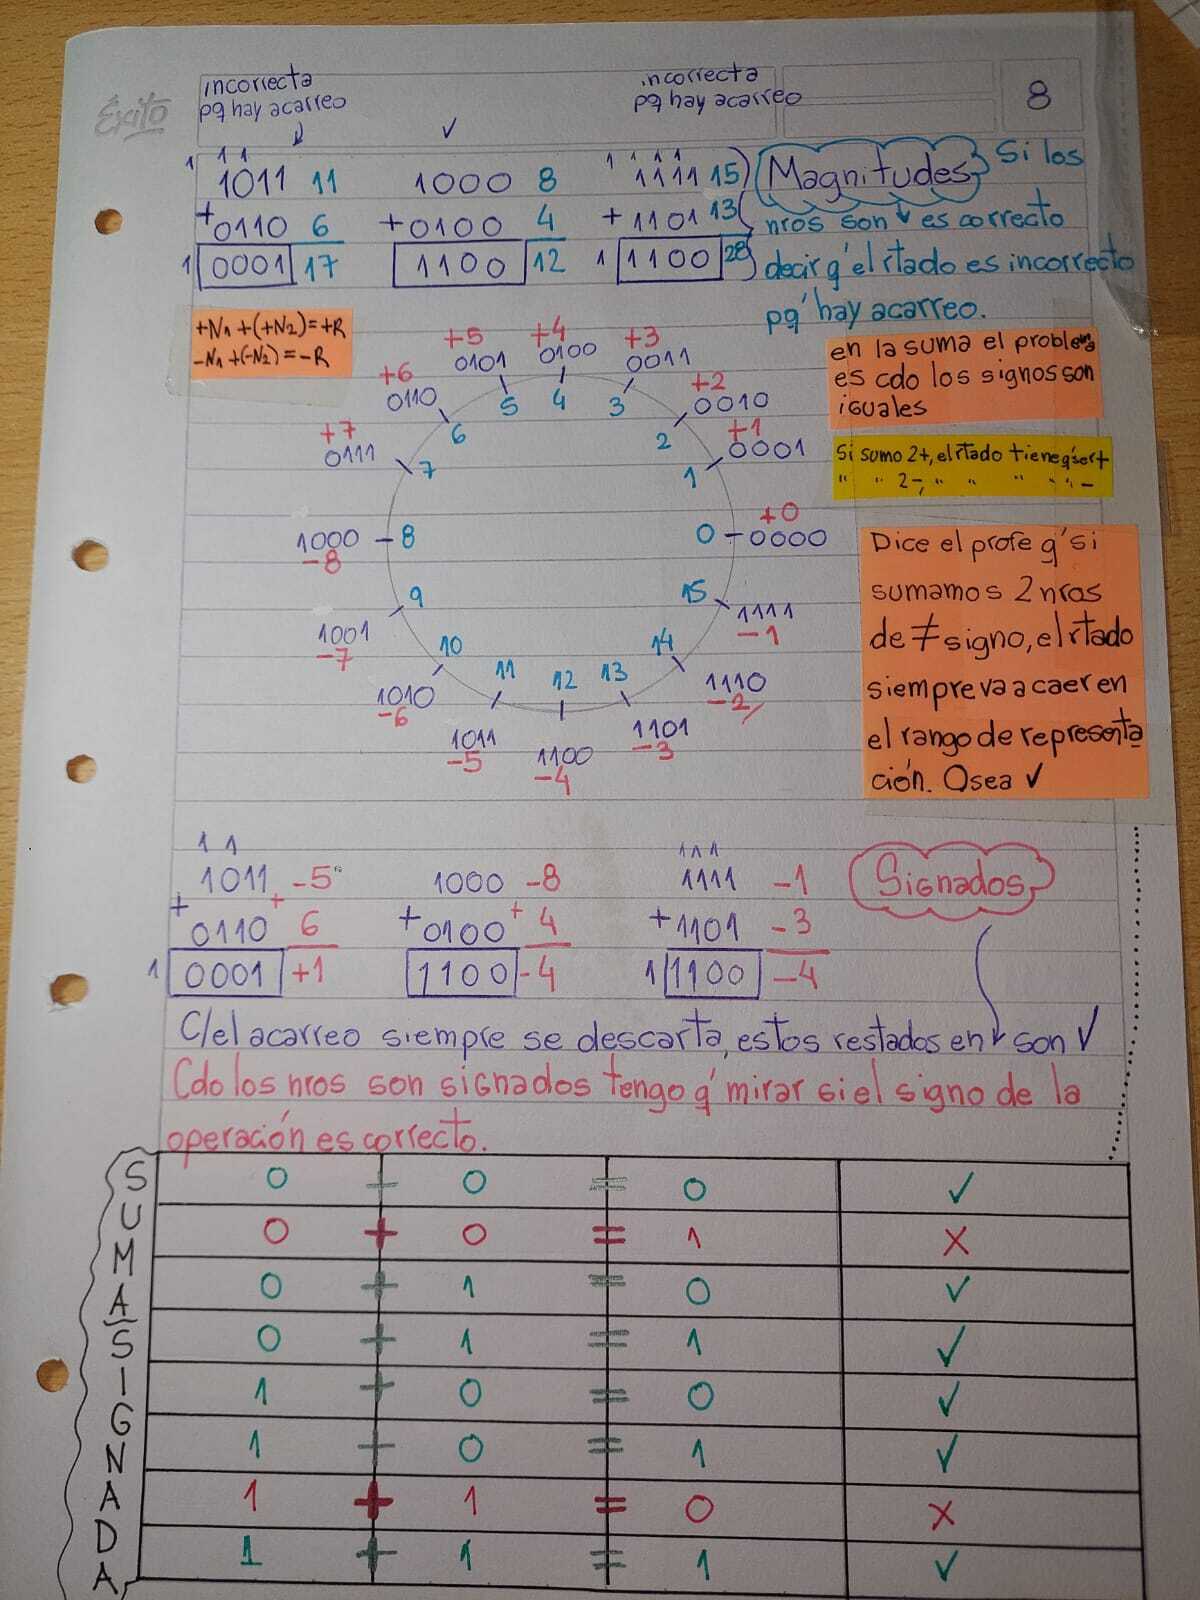 Éxito
incorrecta
pq hay acarreo
✓
incorrecta
pq hay acarreo
8
1 1 1
1011 11
+0110 6
1 0001 17
1000 8
+0100 4
1100 12
1 1 1 1
1111 15
+1101 13
1 1100 28
Magnitudes Si los
nros son ↓ es correcto
decir q' el rtado es incorrecto
pq' hay acarreo.
+N1 +(+N2)=+R
-N1 +(-N2)=-R
en la suma el problema
es cdo los signos son
iguales
Si sumo 2+, el rtado tiene q' ser +
" " 2-, " " " " " -
Dice el profe q' si
sumamos 2 nros
de ≠ signo, el rtado
siempre va a caer en
el rango de representa
ción. Osea ✓
+0
0 0000
+1
1 0001
+2
2 0010
+3
3 0011
+4
4 0100
+5
5 0101
+6
6 0110
+7
7 0111
8 1000
-8
9 1001
-7
10 1010
-6
11 1011
-5
12 1100
-4
13 1101
-3
14 1110
-2
15 1111
-1
1 1
1011 -5
+0110 + 6
1 0001 +1
1000 -8
+0100 + 4
1100 -4
1 1 1
1111 -1
+1101 -3
1 1100 -4
Signados
C/el acarreo siempre se descarta, estos restados en ↓ son ✓
Cdo los nros son signados tengo q' mirar si el signo de la
operación es correcto.
SUMA SIGNADA
0 + 0 = 0 ✓
0 + 0 = 1 X
0 + 1 = 0 ✓
0 + 1 = 1 ✓
1 + 0 = 0 ✓
1 + 0 = 1 ✓
1 + 1 = 0 X
1 + 1 = 1 ✓